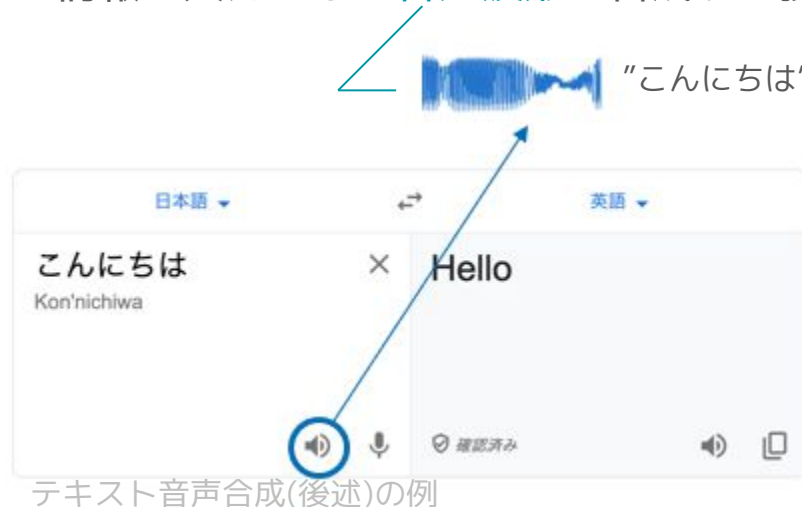 "こんにちは"
日本語 英語
こんにちは
Hello
Kon'nichiwa
確認済み
テキスト音声合成(後述)の例